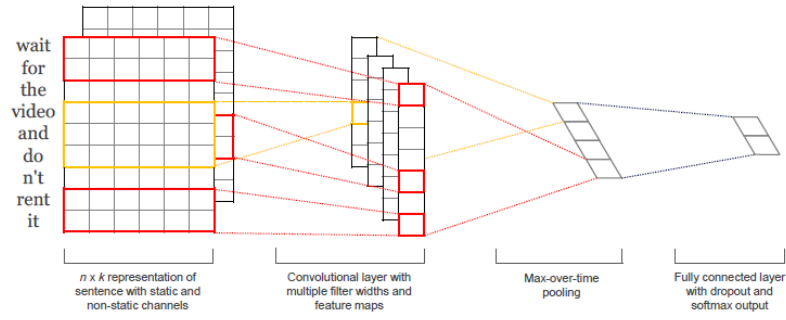 wait
for
the
video
and
do
n't
rent
it
n x k representation of
sentence with static and
non-static channels
Convolutional layer with
multiple filter widths and
feature maps
Max-over-time
pooling
Fully connected layer
with dropout and
softmax output